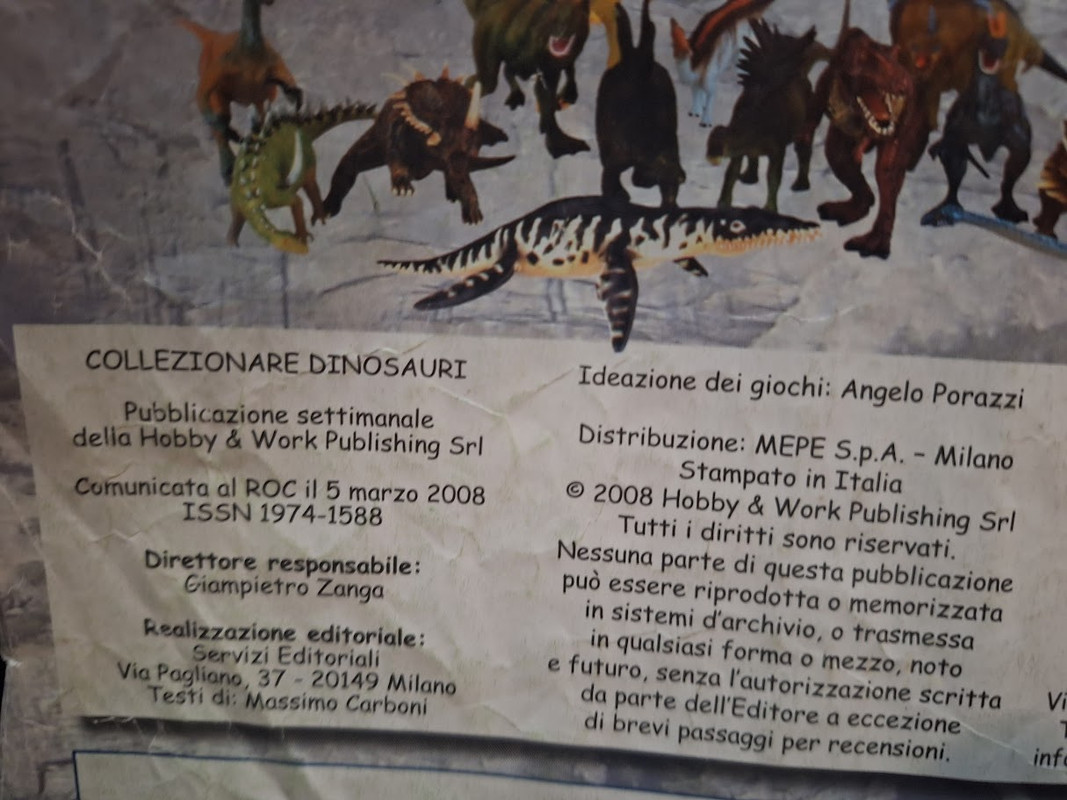 COLLEZIONARE DINOSAURI
Pubblicazione settimanale
della Hobby & Work Publishing Srl
Comunicata al ROC il 5 marzo 2008
ISSN 1974-1588
Direttore responsabile:
Giampietro Zanga
Realizzazione editoriale:
Servizi Editoriali
Via Pagliano, 37 - 20149 Milano
Testi di: Massimo Carboni
Ideazione dei giochi: Angelo Porazzi
Distribuzione: MEPE S.p.A. – Milano
Stampato in Italia
© 2008 Hobby & Work Publishing Srl
Tutti i diritti sono riservati.
Nessuna parte di questa pubblicazione
può essere riprodotta o memorizzata
in sistemi d'archivio, o trasmessa
in qualsiasi forma o mezzo, noto
e futuro, senza l'autorizzazione scritta
da parte dell'Editore a eccezione
di brevi passaggi per recensioni.